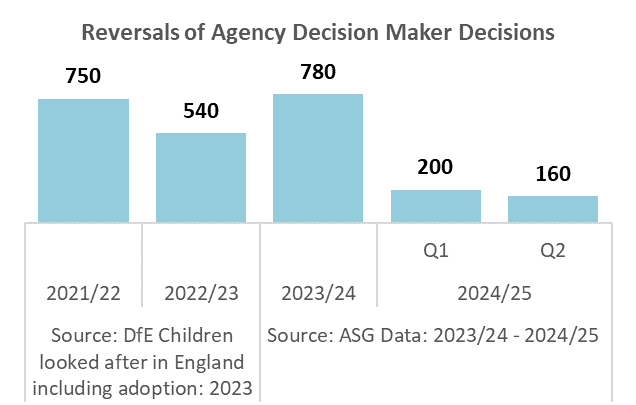 Reversals of Agency Decision Maker Decisions
750
540
780
200
160
Q1
Q2
2021/22
2022/23
2023/24
2024/25
Source: DfE Children
looked after in England
including adoption: 2023
Source: ASG Data: 2023/24 - 2024/25